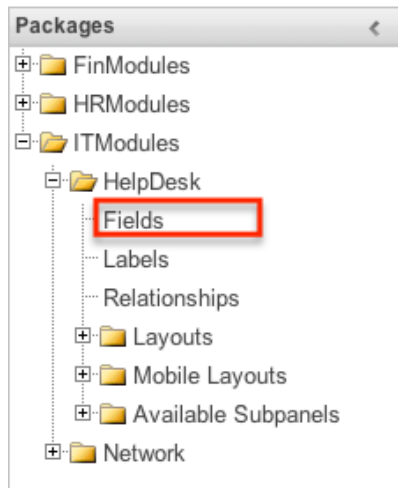 Packages
FinModules
HRModules
ITModules
HelpDesk
Fields
Labels
Relationships
Layouts
Mobile Layouts
Available Subpanels
Network